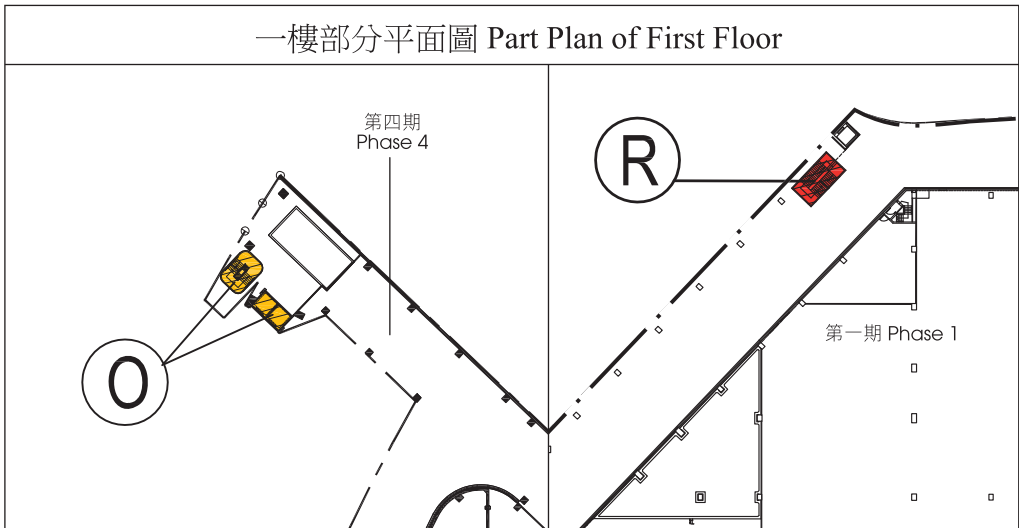 一樓部分平面圖 Part Plan of First Floor
第四期
Phase 4
R
第一期 Phase 1
O